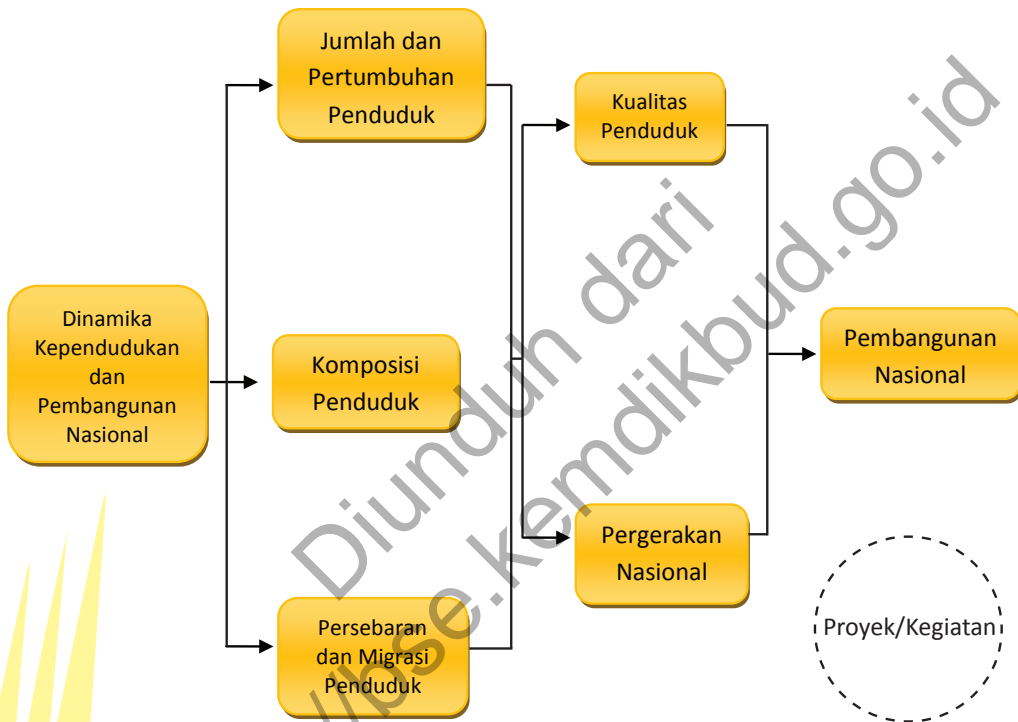 Jumlah dan
Pertumbuhan
Penduduk
Kualitas
Penduduk
Dinamika
Kependudukan
dan
Pembangunan
Nasional
Komposisi
Penduduk
Pembangunan
Nasional
Pergerakan
Nasional
Persebaran
dan Migrasi
Penduduk
Proyek/Kegiatan
Diunduh dari
//bse.kemdikbud.go.id